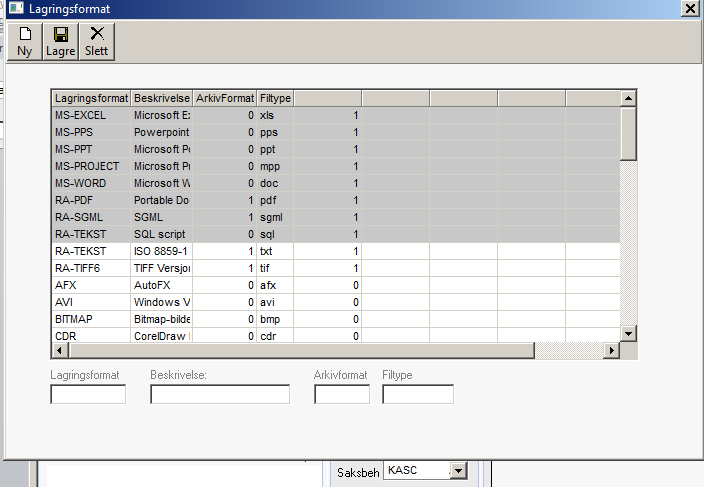 Lagringsformat
Ny Lagre Slett
Lagringsformat Beskrivelse ArkivFormat Filtype
MS-EXCEL Microsoft Ex 0 xls 1
MS-PPS Powerpoint 0 pps 1
MS-PPT Microsoft Po 0 ppt 1
MS-PROJECT Microsoft Pr 0 mpp 1
MS-WORD Microsoft W 0 doc 1
RA-PDF Portable Do 1 pdf 1
RA-SGML SGML 1 sgml 1
RA-TEKST SQL script 0 sql 1
RA-TEKST ISO 8859-1 1 txt 1
RA-TIFF6 TIFF Versjon 1 tif 1
AFX AutoFX 0 afx 0
AVI Windows V 0 avi 0
BITMAP Bitmap-bilde 0 bmp 0
CDR CorelDraw 0 cdr 0
Lagringsformat Beskrivelse: Arkivformat Filtype
Saksbeh KASC